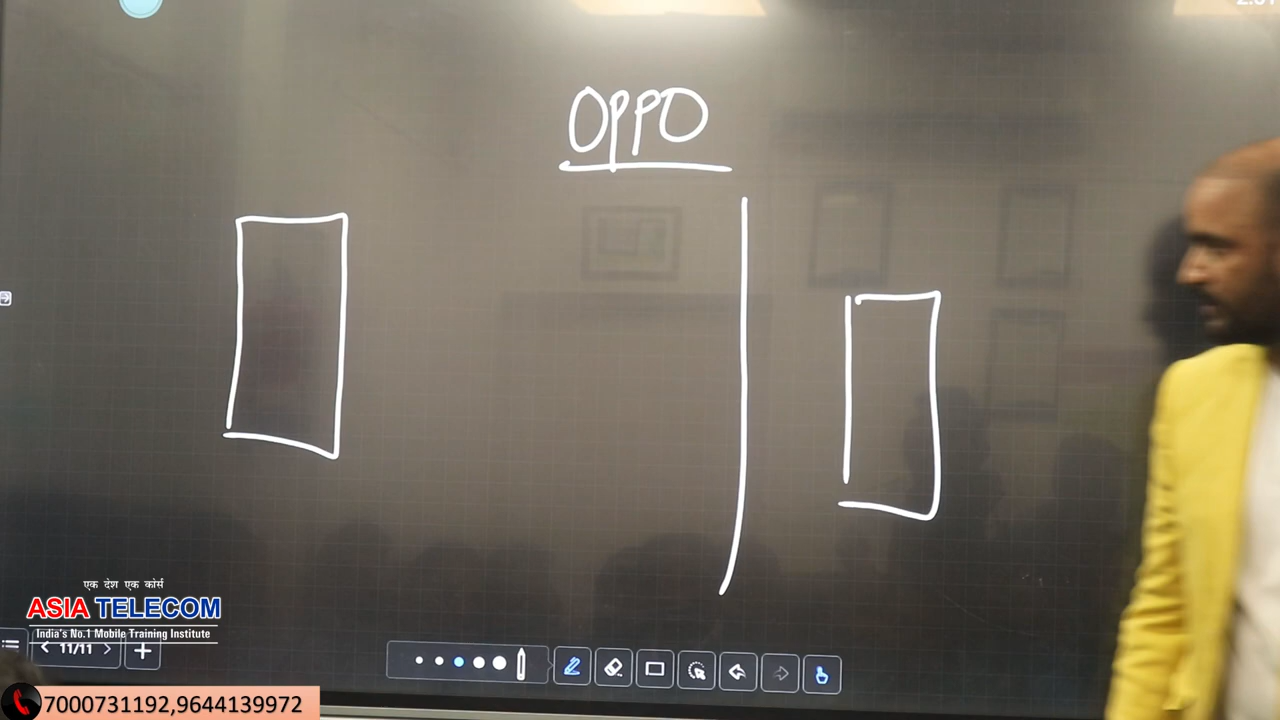 OPPO
एक देश एक कोर्स
ASIA TELECOM
India's No.1 Mobile Training Institute
11/11
7000731192,9644139972